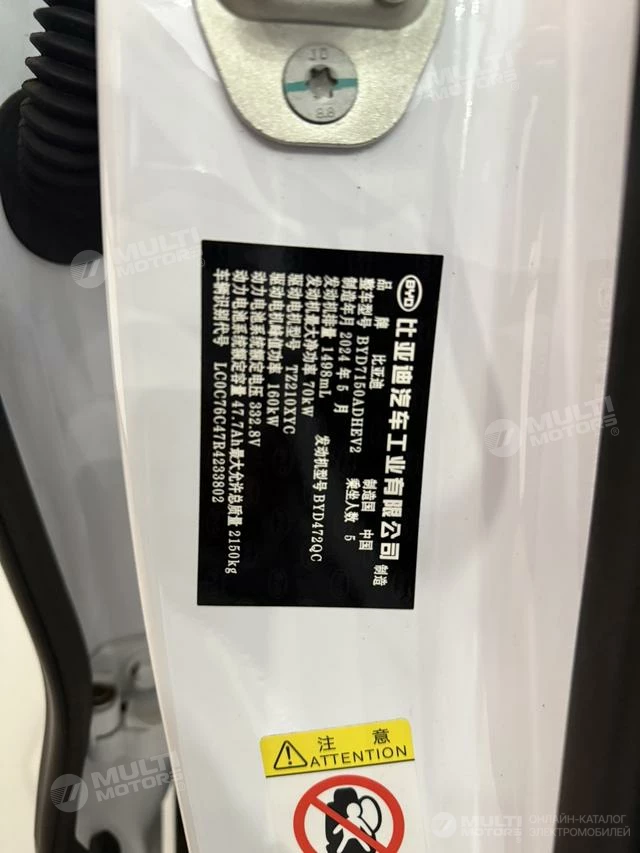 JD
8.8
BYD 比亚迪汽车工业有限公司 制造
品牌 比亚迪 制造国 中国
整车型号 BYD7150ADHEV2 乘坐人数 5
制造年月 2024 年 5 月
发动机排量 1498mL 发动机型号 BYD472QC
发动机最大净功率 70kW
驱动电机型号 TZ210XYC
驱动电机峰值功率 160kW
动力电池系统额定电压 332.8V
动力电池系统额定容量 47.7Ah 最大允许总质量 2150kg
车辆识别代号 LC0C76C47R4233802
注意
ATTENTION
MULTI MOTORS
MULTI MOTORS
MULTI MOTORS®
MULTI MOTORS
MULTI MOTORS
ОНЛАЙН-КАТАЛОГ
ЭЛЕКТРОМОБИЛЕЙ